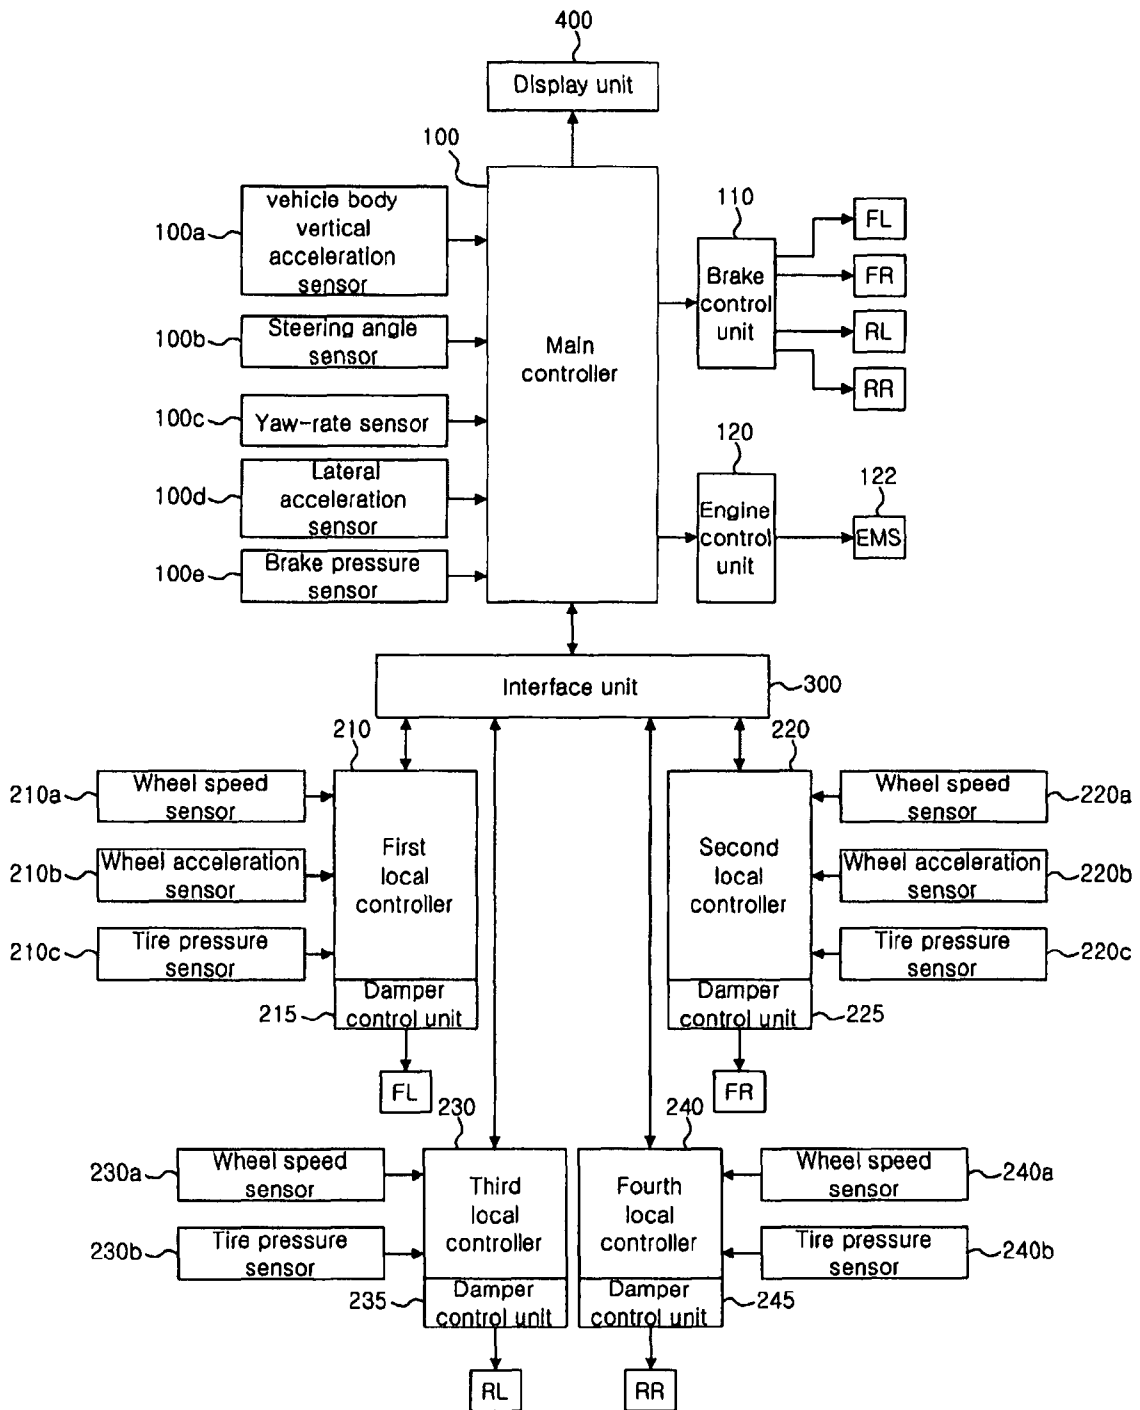 400
Display unit
100
vehicle body
vertical
acceleration
sensor
100a
Steering angle
sensor
100b
Yaw-rate sensor
100c
Lateral
acceleration
sensor
100d
Brake pressure
sensor
100e
Main
controller
110
Brake
control
unit
FL
FR
RL
RR
120
Engine
control
unit
122
EMS
Interface unit
300
210
Wheel speed
sensor
210a
Wheel acceleration
sensor
210b
Tire pressure
sensor
210c
First
local
controller
Damper
control unit
215
FL
220
Second
local
controller
Wheel speed
sensor
220a
Wheel acceleration
sensor
220b
Tire pressure
sensor
220c
Damper
control unit
225
FR
230
Wheel speed
sensor
230a
Tire pressure
sensor
230b
Third
local
controller
Damper
control unit
235
RL
240
Fourth
local
controller
Wheel speed
sensor
240a
Tire pressure
sensor
240b
Damper
control unit
245
RR